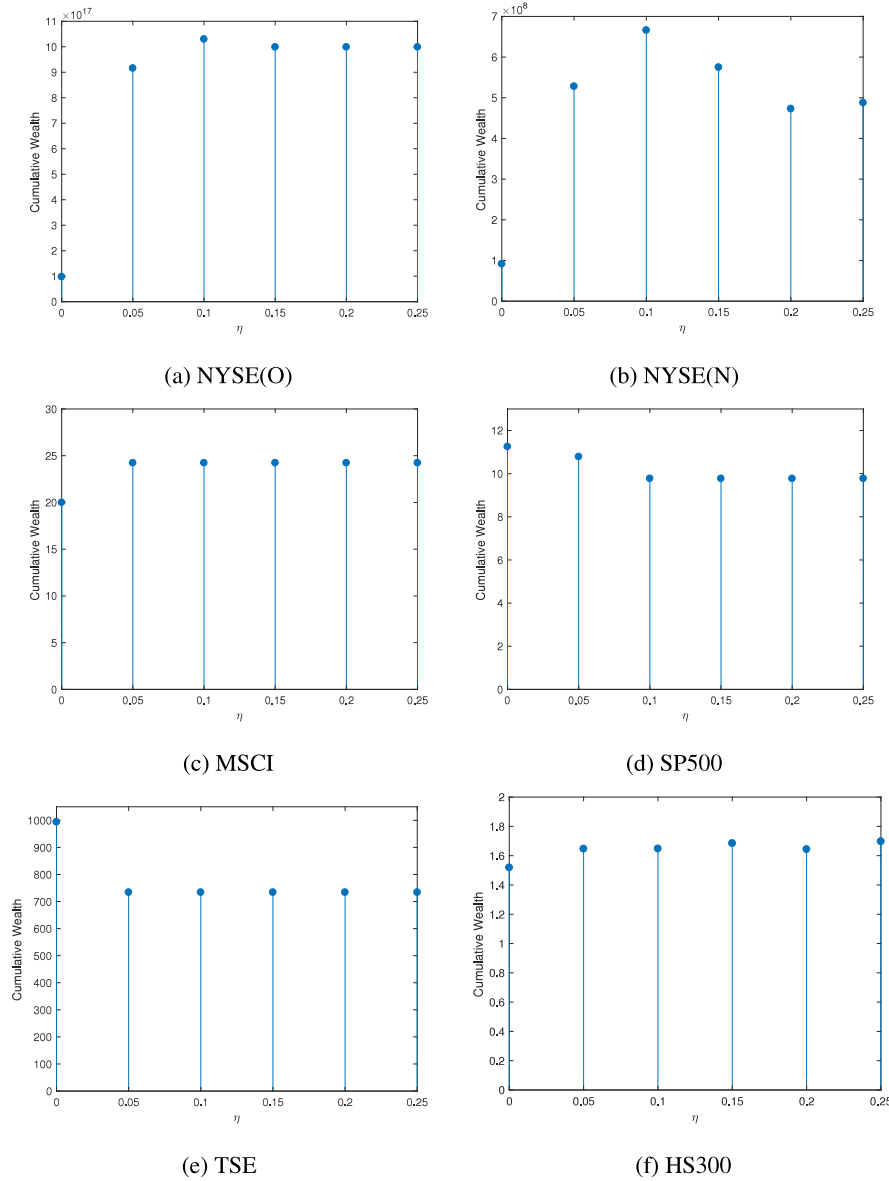 ×10^17
11
10
9
8
7
6
5
4
3
2
1
0
Cumulative Wealth
0 0.05 0.1 0.15 0.2 0.25
η
(a) NYSE(O)
×10^8
7
6
5
4
3
2
1
0
Cumulative Wealth
0 0.05 0.1 0.15 0.2 0.25
η
(b) NYSE(N)
30
25
20
15
10
5
0
Cumulative Wealth
0 0.05 0.1 0.15 0.2 0.25
η
(c) MSCI
12
10
8
6
4
2
0
Cumulative Wealth
0 0.05 0.1 0.15 0.2 0.25
η
(d) SP500
1000
900
800
700
600
500
400
300
200
100
0
Cumulative Wealth
0 0.05 0.1 0.15 0.2 0.25
η
(e) TSE
2
1.8
1.6
1.4
1.2
1
0.8
0.6
0.4
0.2
0
Cumulative Wealth
0 0.05 0.1 0.15 0.2 0.25
η
(f) HS300